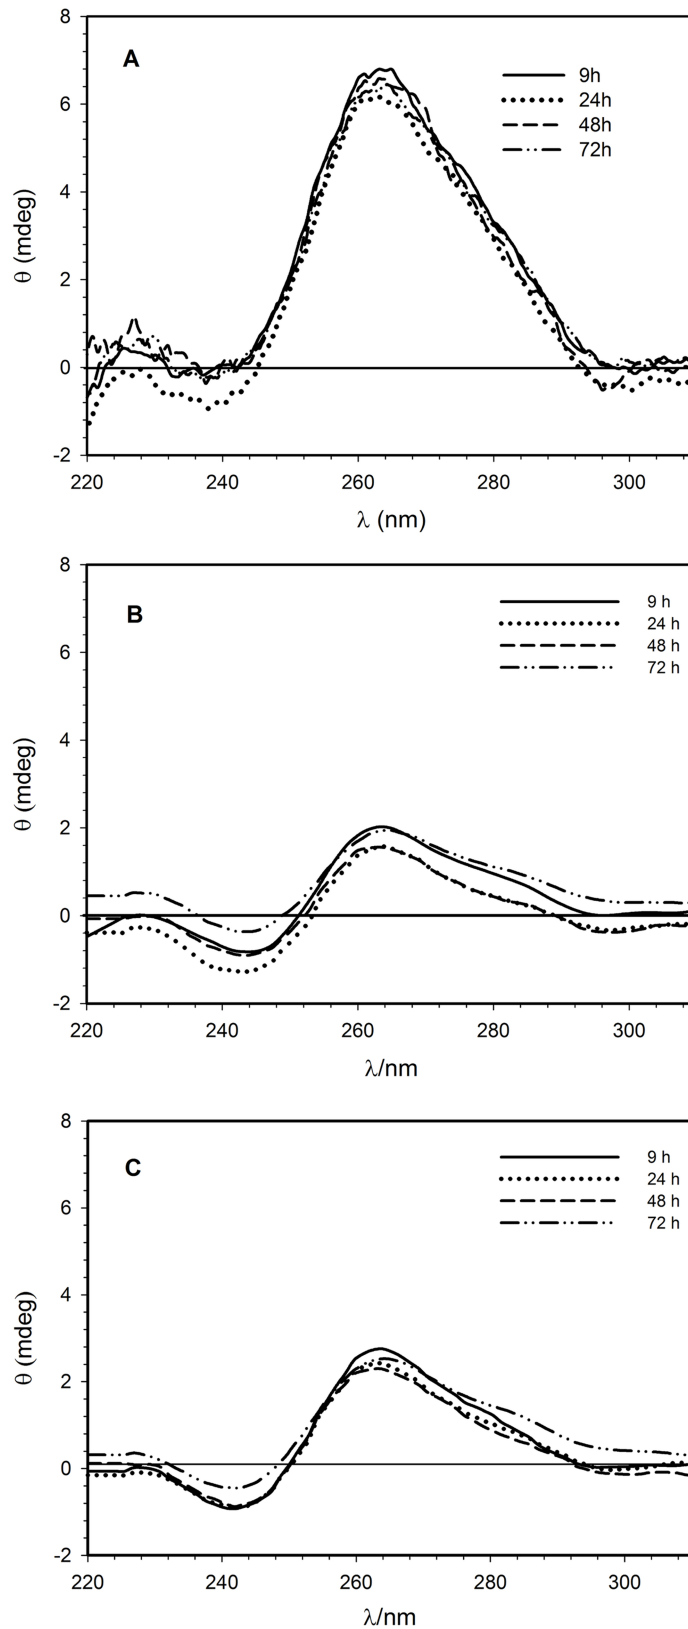 8
A
9h
6
24h
48h
72h
4
θ (mdeg)
2
0
-2
220 240 260 280 300
λ (nm)
8
B
9 h
24 h
48 h
6
72 h
4
θ (mdeg)
2
0
-2
220 240 260 280 300
λ/nm
8
C
9 h
24 h
48 h
6
72 h
4
θ (mdeg)
2
0
-2
220 240 260 280 300
λ/nm